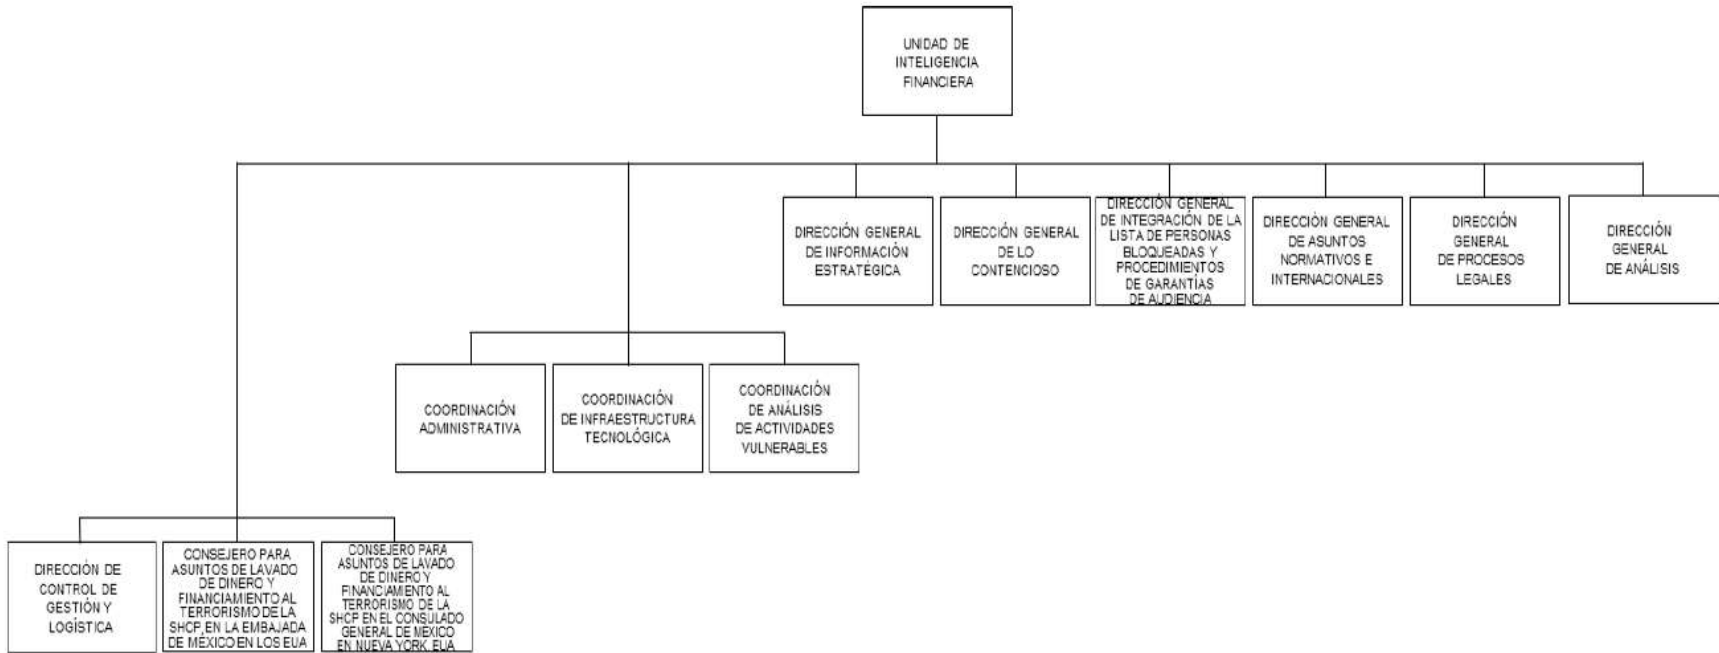 UNIDAD DE
INTELIGENCIA
FINANCIERA
DIRECCIÓN GENERAL
DE INFORMACIÓN
ESTRATÉGICA
DIRECCIÓN GENERAL
DE LO
CONTENCIOSO
DIRECCIÓN GENERAL
DE INTEGRACIÓN DE LA
LISTA DE PERSONAS
BLOQUEADAS Y
PROCEDIMIENTOS
DE GARANTÍAS
DE AUDIENCIA
DIRECCIÓN GENERAL
DE ASUNTOS
NORMATIVOS E
INTERNACIONALES
DIRECCIÓN
GENERAL
DE PROCESOS
LEGALES
DIRECCIÓN
GENERAL
DE ANÁLISIS
COORDINACIÓN
ADMINISTRATIVA
COORDINACIÓN
DE INFRAESTRUCTURA
TECNOLÓGICA
COORDINACIÓN
DE ANÁLISIS
DE ACTIVIDADES
VULNERABLES
DIRECCIÓN DE
CONTROL DE
GESTIÓN Y
LOGÍSTICA
CONSEJERO PARA
ASUNTOS DE LAVADO
DE DINERO Y
FINANCIAMIENTO AL
TERRORISMO DE LA
SHCP, EN LA EMBAJADA
DE MÉXICO EN LOS EUA
CONSEJERO PARA
ASUNTOS DE LAVADO
DE DINERO Y
FINANCIAMIENTO AL
TERRORISMO DE LA
SHCP EN EL CONSULADO
GENERAL DE MÉXICO
EN NUEVA YORK, EUA